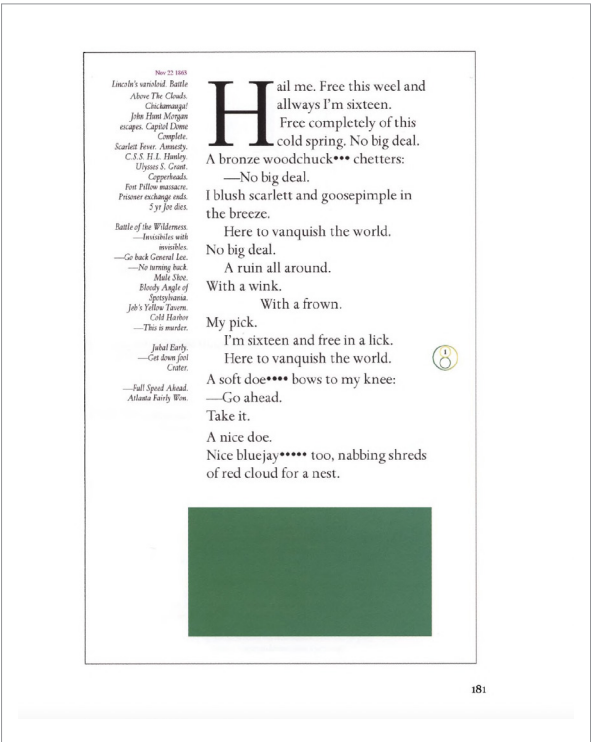 Nov 22 1863
Lincoln's varioloid. Battle
Above The Clouds.
Chickamauga!
John Hunt Morgan
escapes. Capitol Dome
Complete.
Scarlett Fever. Amnesty.
C.S.S. H.L. Hunley.
Ulysses S. Grant.
Copperheads.
Fort Pillow massacre.
Prisoner exchange ends.
5 yr Joe dies.
Battle of the Wilderness.
—Invisibiles with
invisibles.
—Go back General Lee.
—No turning back.
Mule Shoe.
Bloody Angle of
Spotsylvania.
Jeb's Yellow Tavern.
Cold Harbor
—This is murder.
Jubal Early.
—Get down fool
Crater.
—Full Speed Ahead.
Atlanta Fairly Won.
Hail me. Free this weel and
allways I'm sixteen.
Free completely of this
cold spring. No big deal.
A bronze woodchuck••• chetters:
—No big deal.
I blush scarlett and goosepimple in
the breeze.
Here to vanquish the world.
No big deal.
A ruin all around.
With a wink.
With a frown.
My pick.
I'm sixteen and free in a lick.
Here to vanquish the world.
A soft doe•••• bows to my knee:
—Go ahead.
Take it.
A nice doe.
Nice bluejay••••• too, nabbing shreds
of red cloud for a nest.
1
181